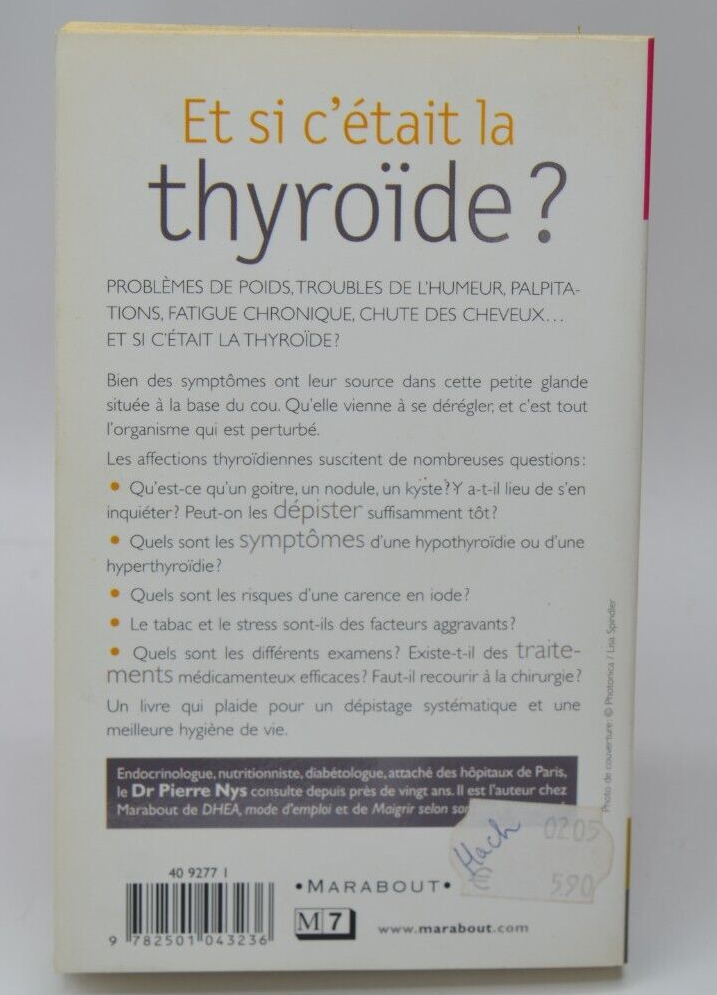 Et si c'était la
thyroïde ?
PROBLÈMES DE POIDS, TROUBLES DE L'HUMEUR, PALPITA-
TIONS, FATIGUE CHRONIQUE, CHUTE DES CHEVEUX...
ET SI C'ÉTAIT LA THYROÏDE ?
Bien des symptômes ont leur source dans cette petite glande
située à la base du cou. Qu'elle vienne à se dérégler, et c'est tout
l'organisme qui est perturbé.
Les affections thyroïdiennes suscitent de nombreuses questions :
• Qu'est-ce qu'un goitre, un nodule, un kyste ? Y a-t-il lieu de s'en
inquiéter ? Peut-on les dépister suffisamment tôt ?
• Quels sont les symptômes d'une hypothyroïdie ou d'une
hyperthyroïdie ?
• Quels sont les risques d'une carence en iode ?
• Le tabac et le stress sont-ils des facteurs aggravants ?
• Quels sont les différents examens ? Existe-t-il des traite-
ments médicamenteux efficaces ? Faut-il recourir à la chirurgie ?
Un livre qui plaide pour un dépistage systématique et une
meilleure hygiène de vie.
Photo de couverture : © Photonica / Lisa Spindler
Endocrinologue, nutritionniste, diabétologue, attaché des hôpitaux de Paris,
le Dr Pierre Nys consulte depuis près de vingt ans. Il est l'auteur chez
Marabout de DHEA, mode d'emploi et de Maigrir selon
Hach 0205
5.90
40 9277 1
• MARABOUT •
M 7
www.marabout.com
9 782501 043236